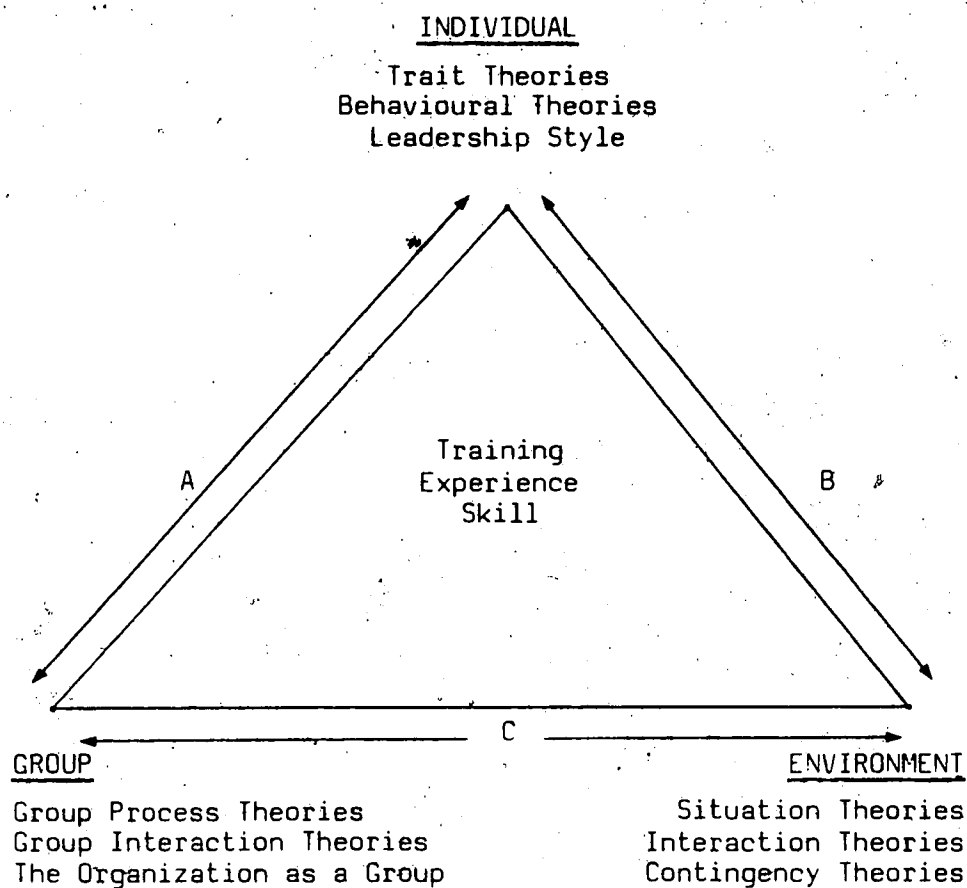 INDIVIDUAL
Trait Theories
Behavioural Theories
Leadership Style
A
B
Training
Experience
Skill
C
GROUP
Group Process Theories
Group Interaction Theories
The Organization as a Group
ENVIRONMENT
Situation Theories
Interaction Theories
Contingency Theories